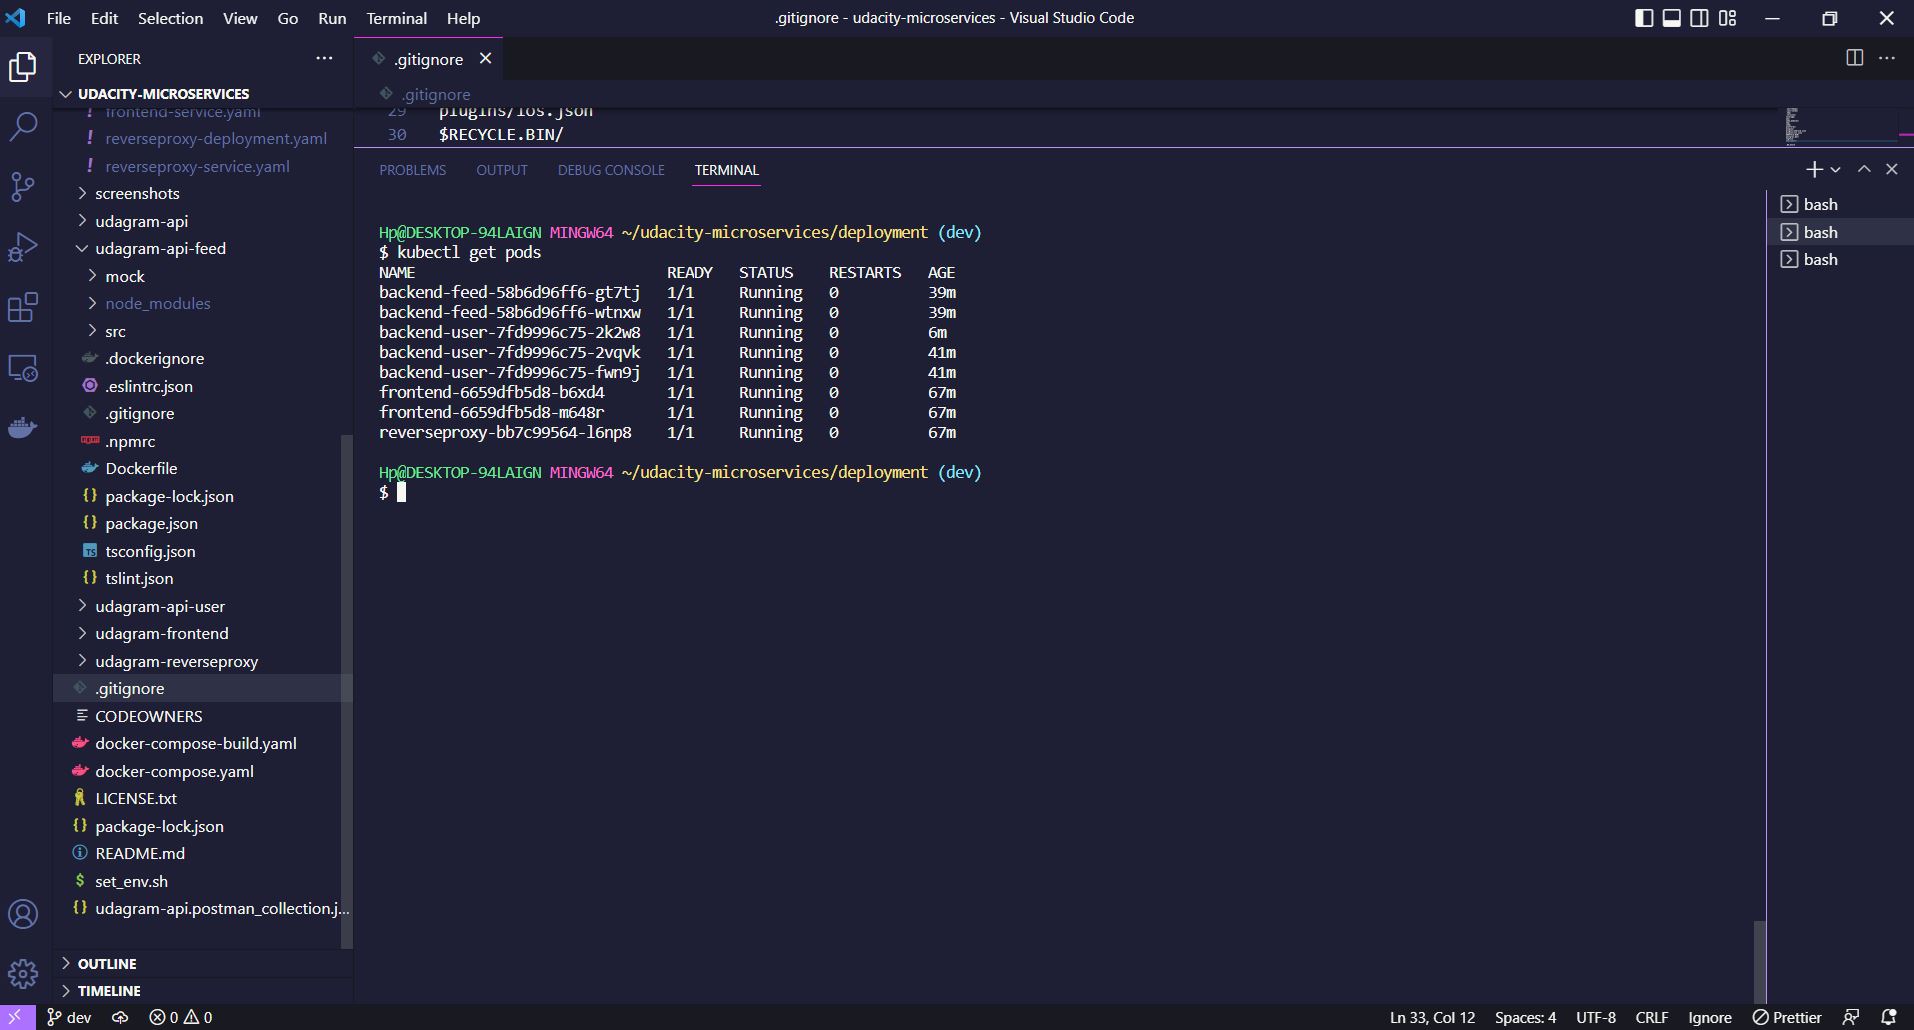 File Edit Selection View Go Run Terminal Help
.gitignore - udacity-microservices - Visual Studio Code
EXPLORER
UDACITY-MICROSERVICES
frontend-service.yaml
reverseproxy-deployment.yaml
reverseproxy-service.yaml
screenshots
udagram-api
udagram-api-feed
mock
node_modules
src
.dockerignore
.eslintrc.json
.gitignore
.npmrc
Dockerfile
package-lock.json
package.json
tsconfig.json
tslint.json
udagram-api-user
udagram-frontend
udagram-reverseproxy
.gitignore
CODEOWNERS
docker-compose-build.yaml
docker-compose.yaml
LICENSE.txt
package-lock.json
README.md
set_env.sh
udagram-api.postman_collection.j...
OUTLINE
TIMELINE
.gitignore
.gitignore
29 plugins/ios.json
30 $RECYCLE.BIN/
PROBLEMS OUTPUT DEBUG CONSOLE TERMINAL
Hp@DESKTOP-94LAIGN MINGW64 ~/udacity-microservices/deployment (dev)
$ kubectl get pods
NAME READY STATUS RESTARTS AGE
backend-feed-58b6d96ff6-gt7tj 1/1 Running 0 39m
backend-feed-58b6d96ff6-wtnxw 1/1 Running 0 39m
backend-user-7fd9996c75-2k2w8 1/1 Running 0 6m
backend-user-7fd9996c75-2vqvk 1/1 Running 0 41m
backend-user-7fd9996c75-fwn9j 1/1 Running 0 41m
frontend-6659dfb5d8-b6xd4 1/1 Running 0 67m
frontend-6659dfb5d8-m648r 1/1 Running 0 67m
reverseproxy-bb7c99564-l6np8 1/1 Running 0 67m
Hp@DESKTOP-94LAIGN MINGW64 ~/udacity-microservices/deployment (dev)
$
bash
bash
bash
dev 0 0
Ln 33, Col 12 Spaces: 4 UTF-8 CRLF Ignore Prettier